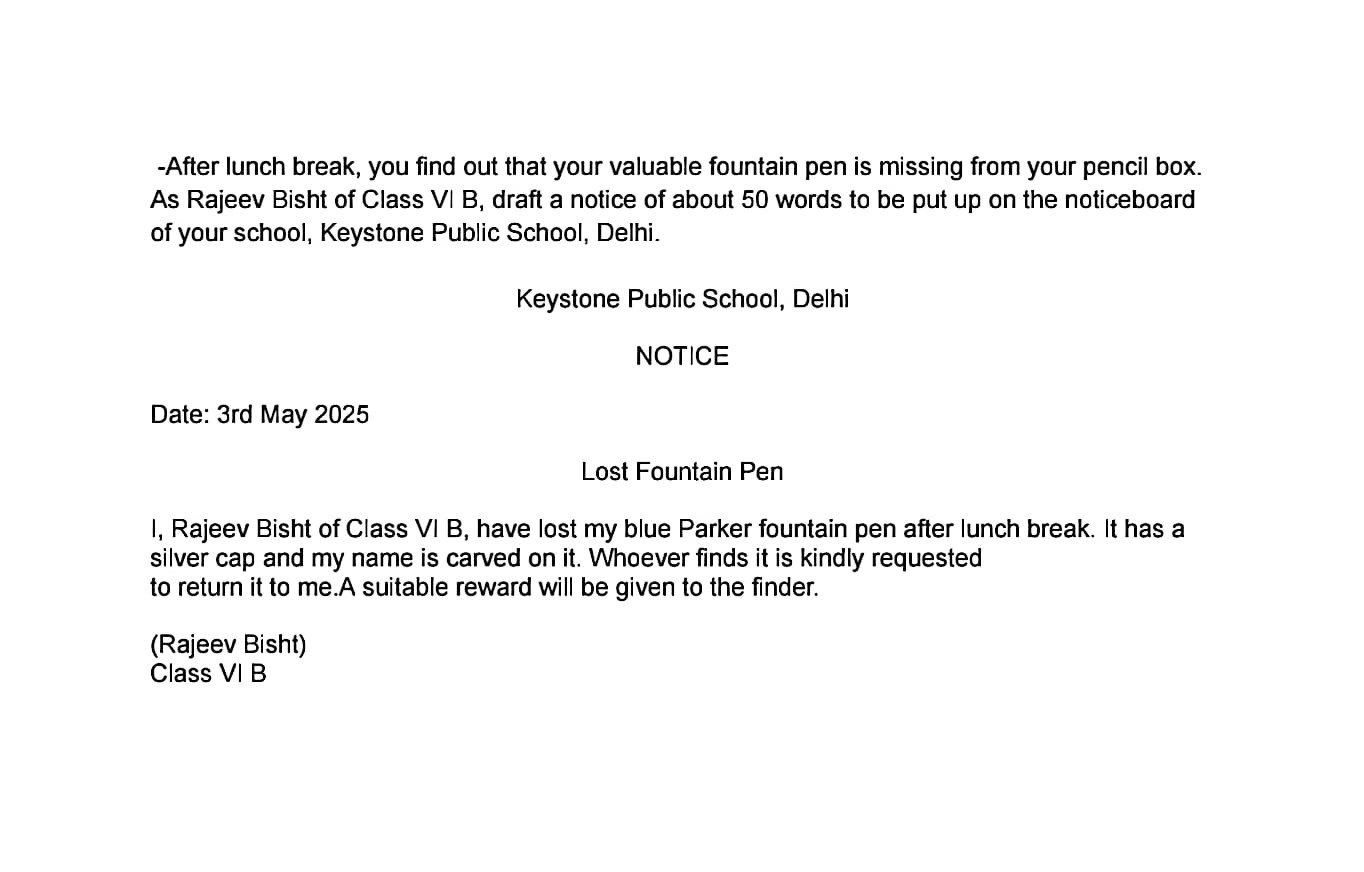 -After lunch break, you find out that your valuable fountain pen is missing from your pencil box.
As Rajeev Bisht of Class VI B, draft a notice of about 50 words to be put up on the noticeboard
of your school, Keystone Public School, Delhi.
Keystone Public School, Delhi
NOTICE
Date: 3rd May 2025
Lost Fountain Pen
I, Rajeev Bisht of Class VI B, have lost my blue Parker fountain pen after lunch break. It has a
silver cap and my name is carved on it. Whoever finds it is kindly requested
to return it to me.A suitable reward will be given to the finder.
(Rajeev Bisht)
Class VI B